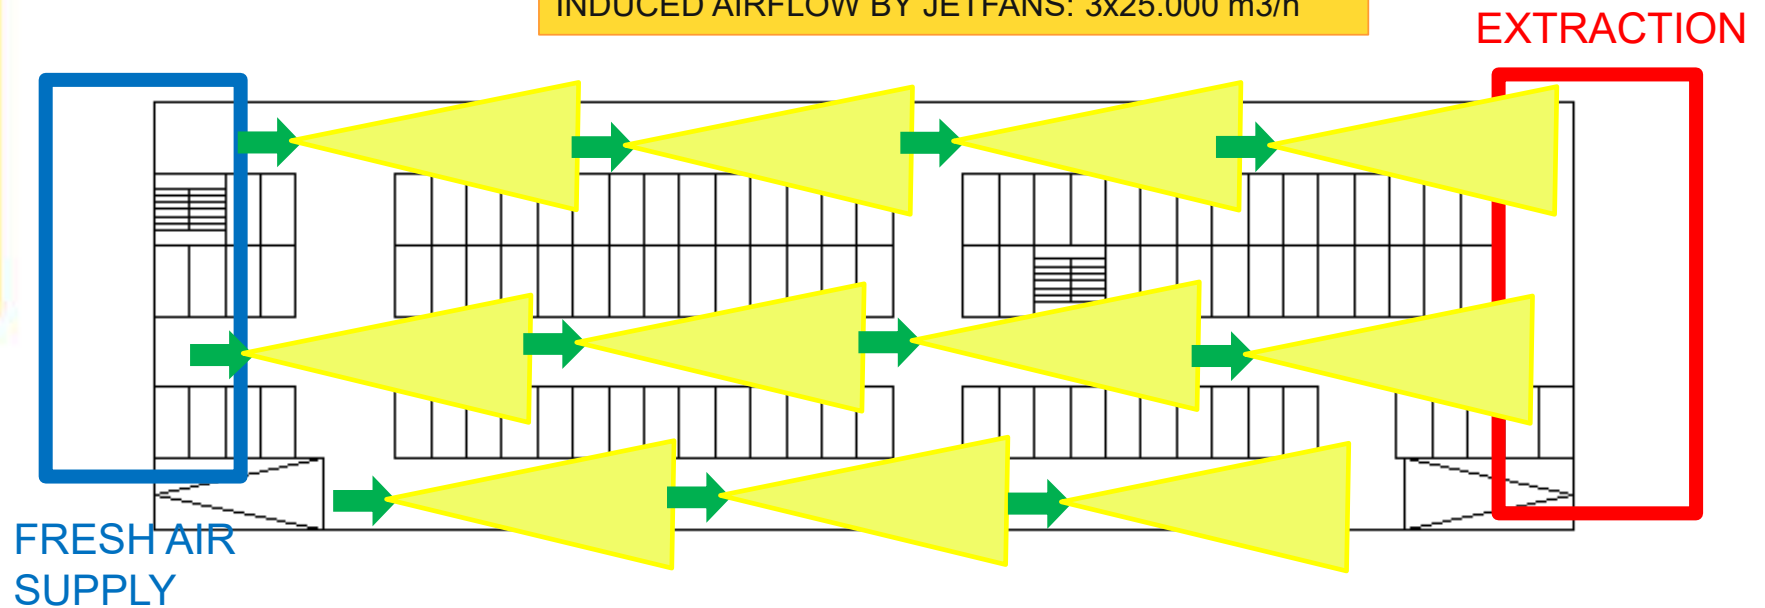 INDUCED AIRFLOW BY JETFANS: 3x25.000 m3/h
EXTRACTION
FRESH AIR
SUPPLY